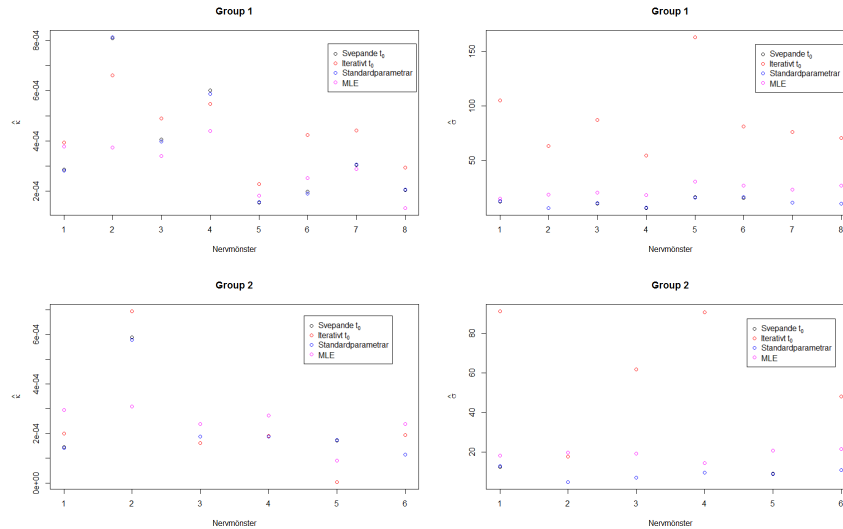 Group 1
8e-04
6e-04
4e-04
2e-04
κ̂
Svepande t₀
Iterativt t₀
Standardparametrar
MLE
1 2 3 4 5 6 7 8
Nervmönster
Group 1
150
100
50
σ̂
Svepande t₀
Iterativt t₀
Standardparametrar
MLE
1 2 3 4 5 6 7 8
Nervmönster
Group 2
6e-04
4e-04
2e-04
0e+00
κ̂
Svepande t₀
Iterativt t₀
Standardparametrar
MLE
1 2 3 4 5 6
Nervmönster
Group 2
80
60
40
20
σ̂
Svepande t₀
Iterativt t₀
Standardparametrar
MLE
1 2 3 4 5 6
Nervmönster